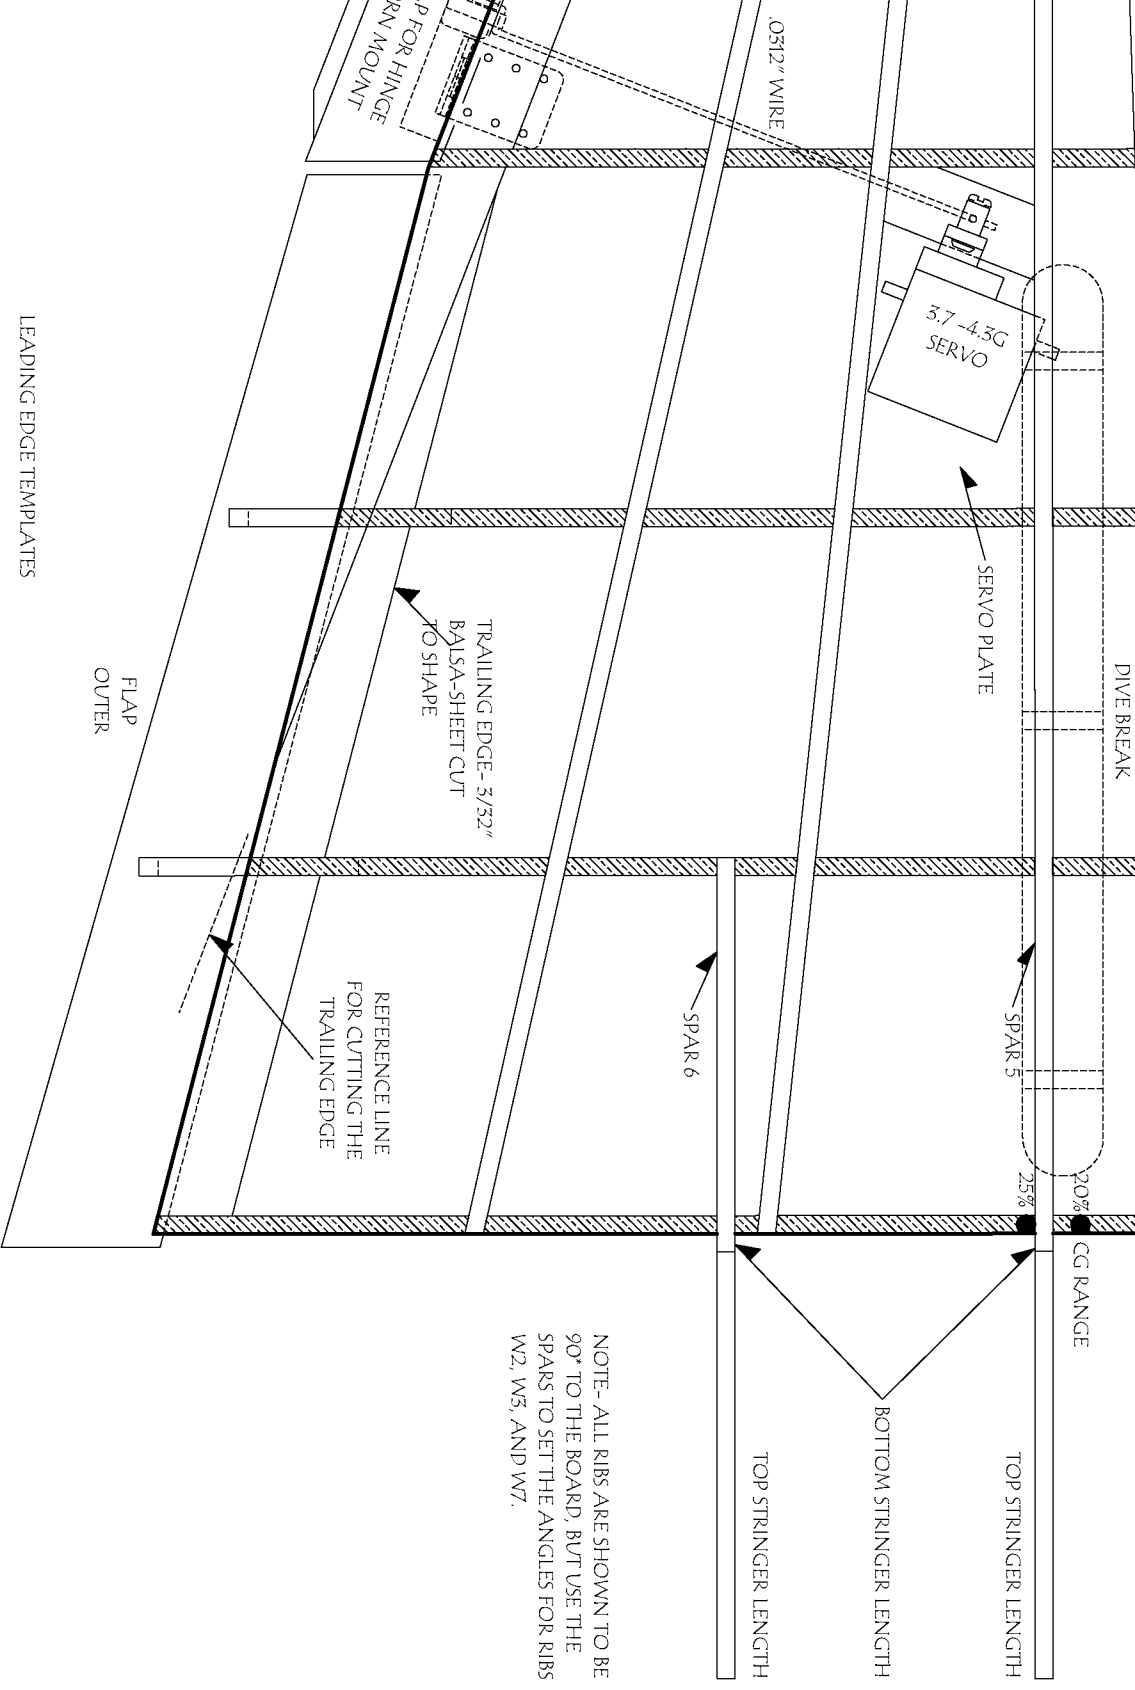 .0312" WIRE
P FOR HINGE
RN MOUNT
3.7 -4.3G
SERVO
SERVO PLATE
DIVE BREAK
LEADING EDGE TEMPLATES
FLAP
OUTER
TRAILING EDGE- 3/32"
BALSA-SHEET CUT
TO SHAPE
REFERENCE LINE
FOR CUTTING THE
TRAILING EDGE
SPAR 6
SPAR 5
20%
25%
CG RANGE
TOP STRINGER LENGTH
BOTTOM STRINGER LENGTH
TOP STRINGER LENGTH
NOTE- ALL RIBS ARE SHOWN TO BE
90° TO THE BOARD, BUT USE THE
SPARS TO SET THE ANGLES FOR RIBS
W2, W3, AND W7.